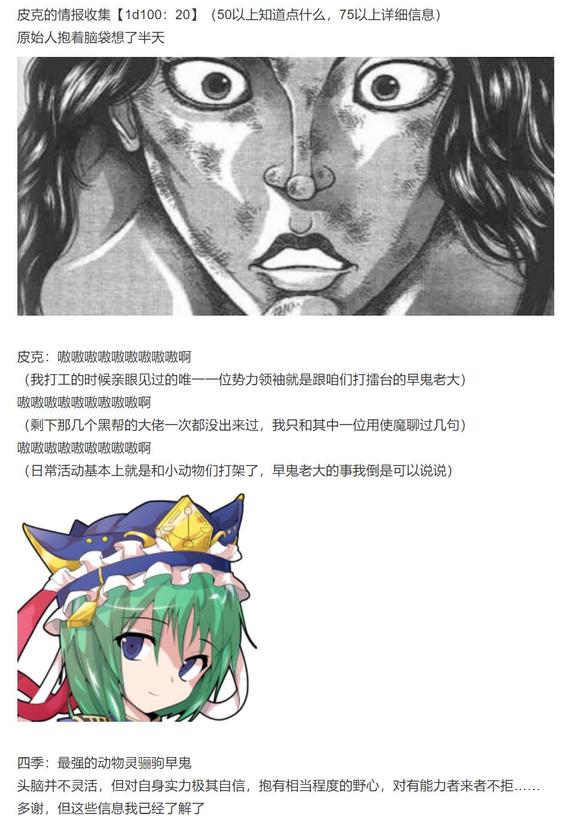 皮克的情报收集【1d100：20】（50以上知道点什么，75以上详细信息）
原始人抱着脑袋想了半天
皮克：嗷嗷嗷嗷嗷嗷嗷嗷嗷啊
（我打工的时候亲眼见过的唯一一位势力领袖就是跟咱们打擂台的早鬼老大）
嗷嗷嗷嗷嗷嗷嗷嗷嗷啊
（剩下那几个黑帮的大佬一次都没出来过，我只和其中一位用使魔聊过几句）
嗷嗷嗷嗷嗷嗷嗷嗷嗷啊
（日常活动基本上就是和小动物们打架了，早鬼老大的事我倒是可以说说）
四季：最强的动物灵骊驹早鬼
头脑并不灵活，但对自身实力极其自信，抱有相当程度的野心，对有能力者来者不拒……
多谢，但这些信息我已经了解了